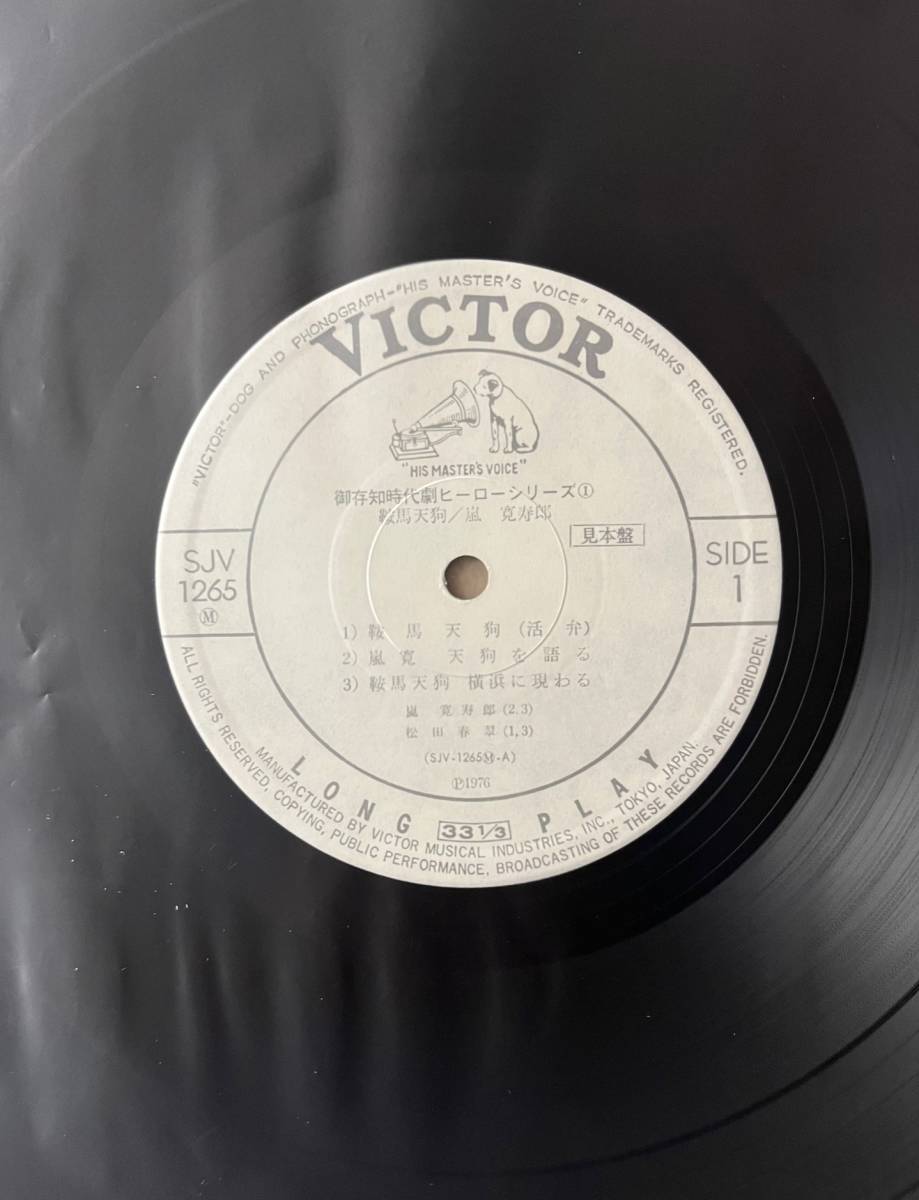 "VICTOR"-DOG AND PHONOGRAPH-"HIS MASTER'S VOICE" TRADEMARKS REGISTERED.
VICTOR
"HIS MASTER'S VOICE"
御存知時代劇ヒーローシリーズ①
鞍馬天狗/嵐 寛寿郎
見本盤
SJV
1265
Ⓜ
SIDE
1
1) 鞍馬天狗(活弁)
2) 嵐寛 天狗を語る
3) 鞍馬天狗 横浜に現わる
嵐寛寿郎(2.3)
松田春翠(1,3)
(SJV-1265Ⓜ-A)
Ⓟ1976
LONG 33 1/3 PLAY
MANUFACTURED BY VICTOR MUSICAL INDUSTRIES, INC., TOKYO, JAPAN.
ALL RIGHTS RESERVED, COPYING, PUBLIC PERFORMANCE, BROADCASTING OF THESE RECORDS ARE FORBIDDEN.